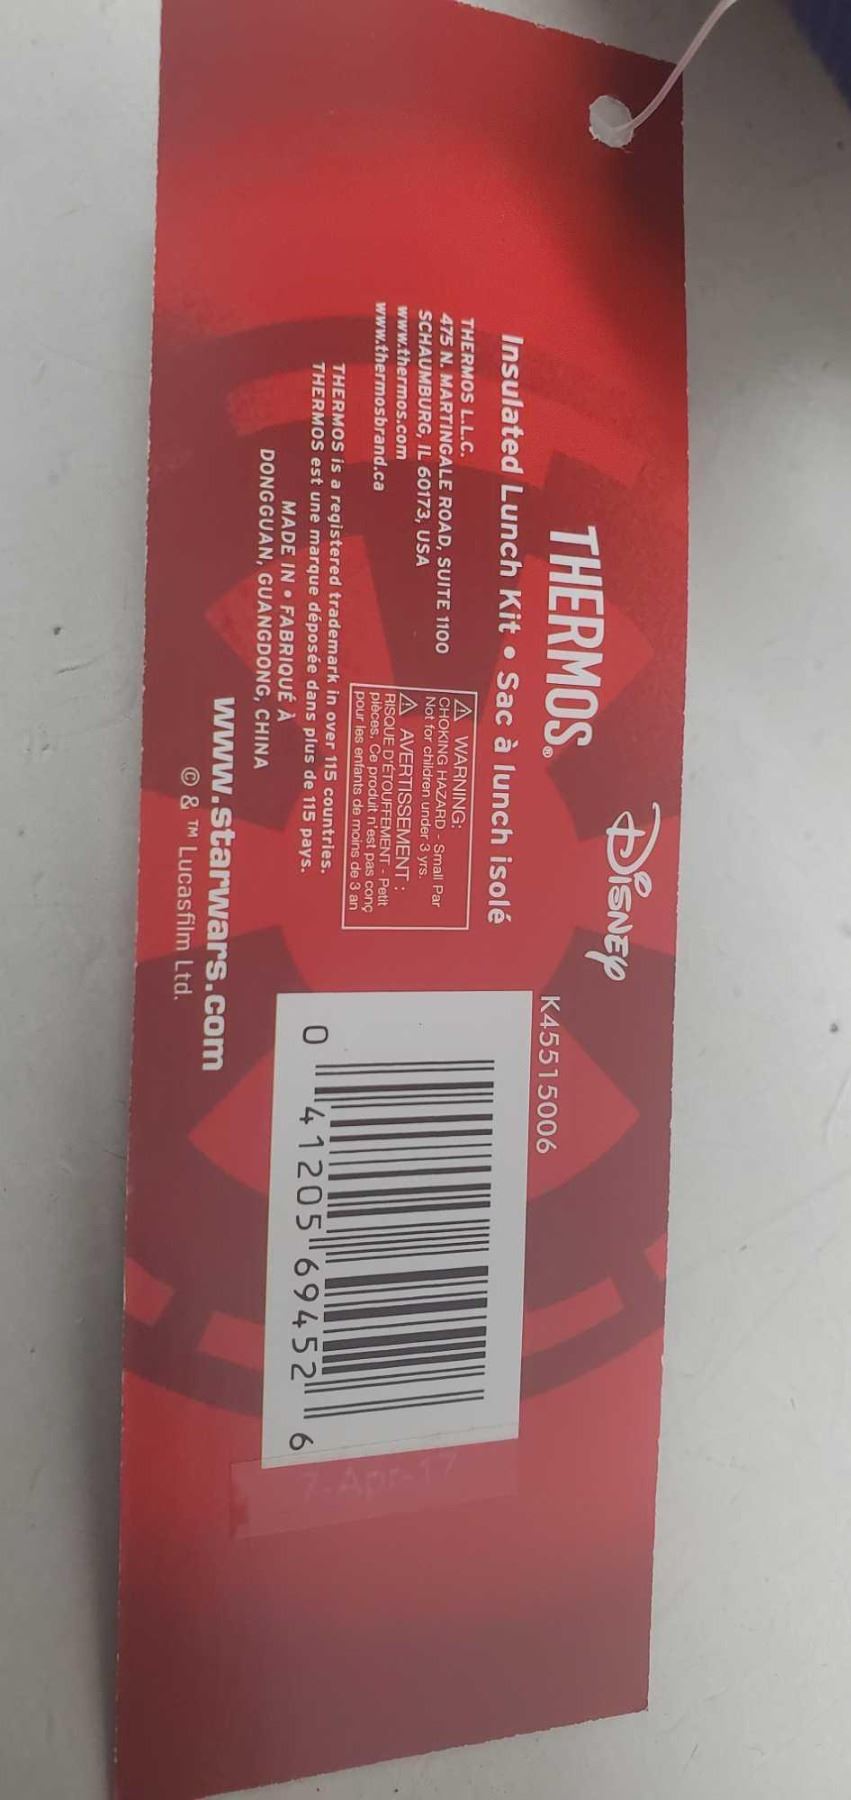 Disney
THERMOS®
K45515006
Insulated Lunch Kit • Sac à lunch isolé
THERMOS L.L.C.
475 N. MARTINGALE ROAD, SUITE 1100
SCHAUMBURG, IL 60173, USA
www.thermos.com
www.thermosbrand.ca
⚠ WARNING:
CHOKING HAZARD - Small Par
Not for children under 3 yrs.
⚠ AVERTISSEMENT :
RISQUE D'ÉTOUFFEMENT - Petit
pièces. Ce produit n'est pas conç
pour les enfants de moins de 3 an
THERMOS is a registered trademark in over 115 countries.
THERMOS est une marque déposée dans plus de 115 pays.
MADE IN • FABRIQUÉ À
DONGGUAN, GUANGDONG, CHINA
www.starwars.com
© & ™ Lucasfilm Ltd.
0 41205 69452 6
7-Apr-17